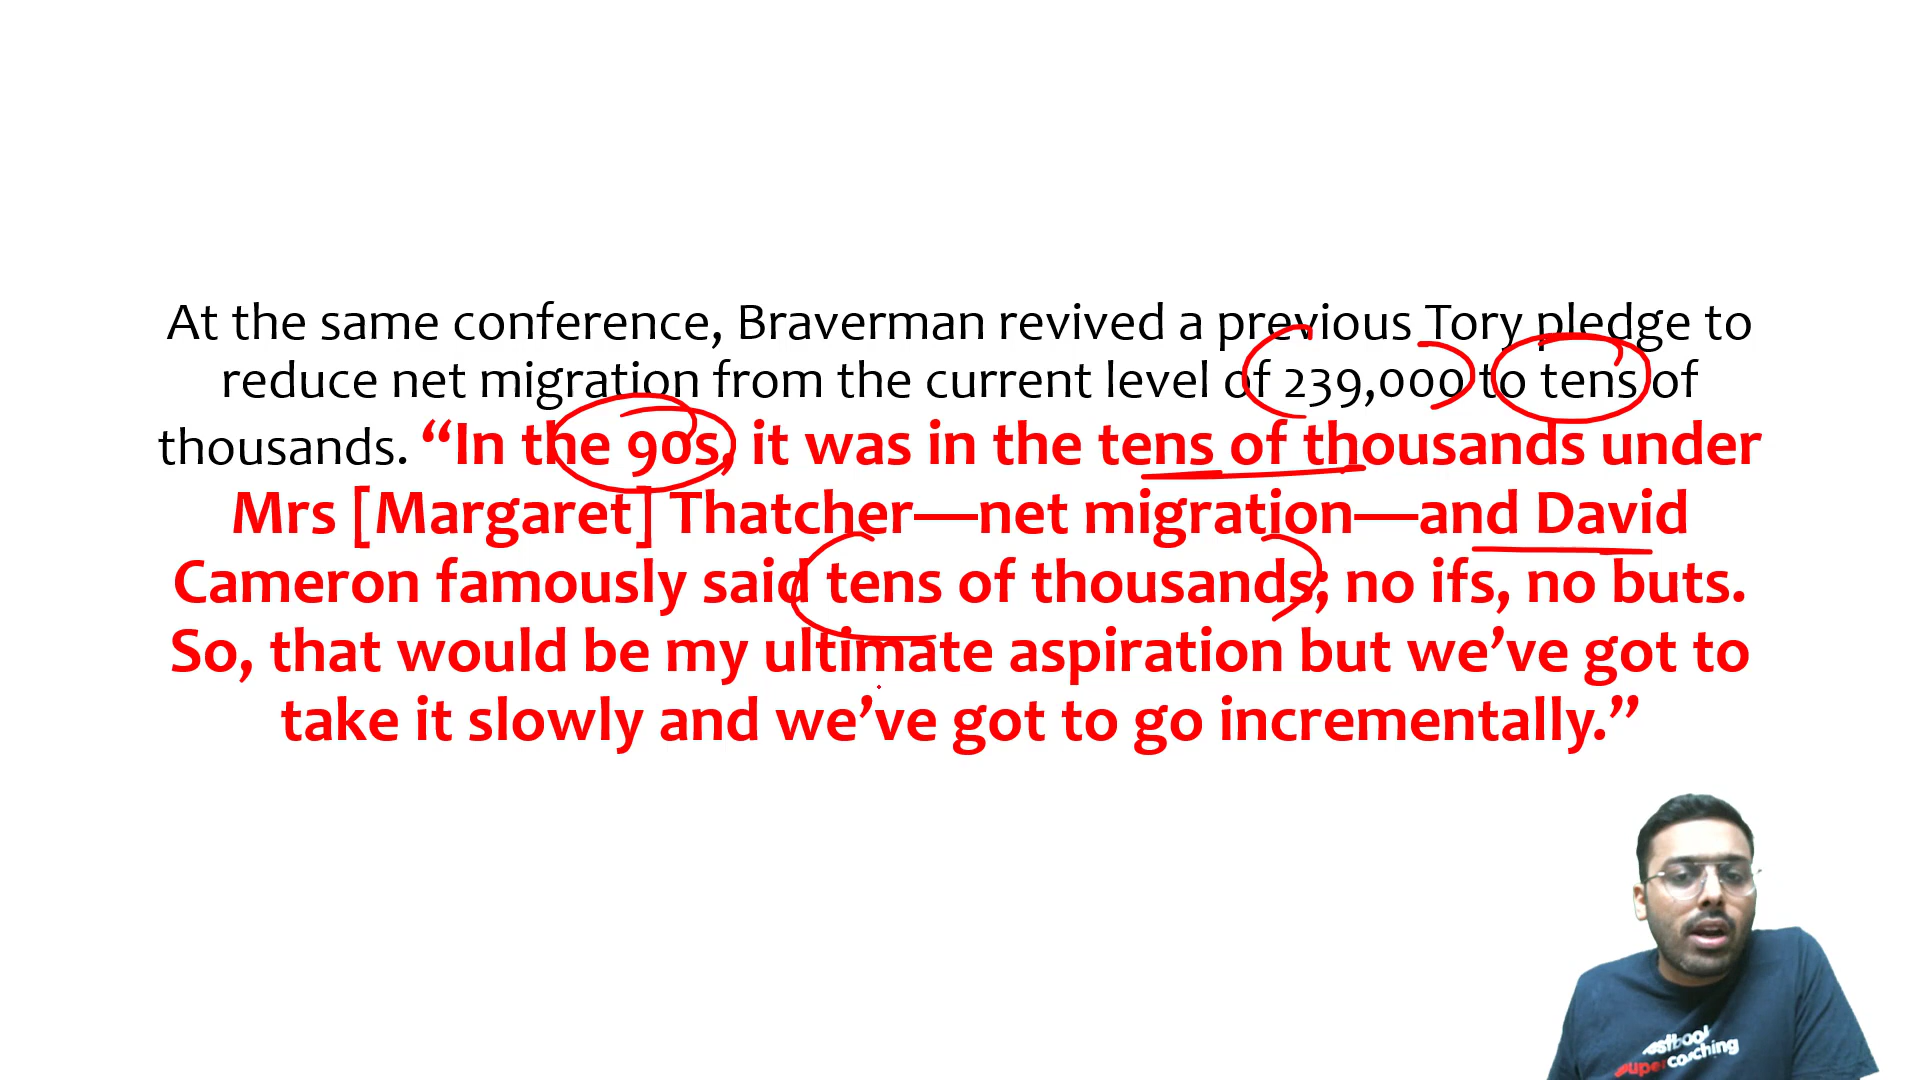 At the same conference, Braverman revived a previous Tory pledge to
reduce net migration from the current level of 239,000 to tens of
thousands. “In the 90s, it was in the tens of thousands under
Mrs [Margaret] Thatcher—net migration—and David
Cameron famously said tens of thousands; no ifs, no buts.
So, that would be my ultimate aspiration but we’ve got to
take it slowly and we’ve got to go incrementally.”
supercoaching